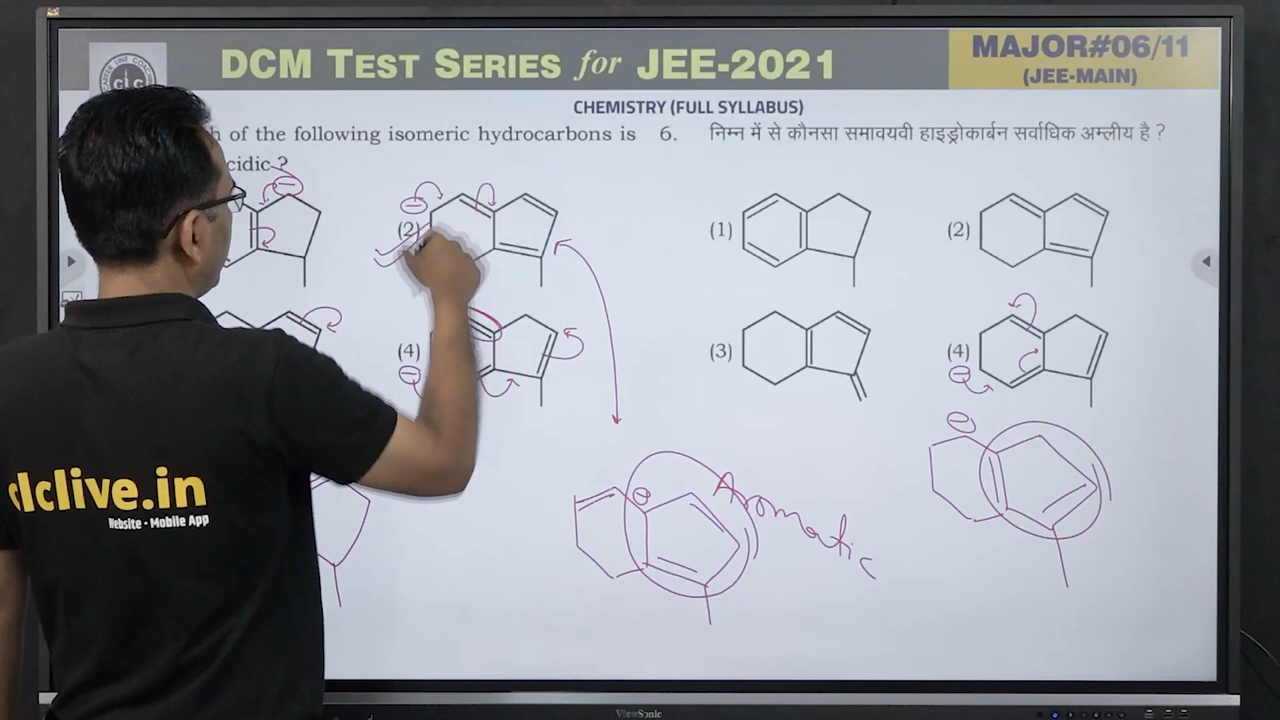 DCM TEST SERIES for JEE-2021
MAJOR#06/11
(JEE-MAIN)
CHEMISTRY (FULL SYLLABUS)
of the following isomeric hydrocarbons is
6. निम्न में से कौनसा समावयवी हाइड्रोकार्बन सर्वाधिक अम्लीय है ?
(2)
(1)
(2)
(4)
(3)
(4)
Aromatic
clclive.in
Website • Mobile App
ViewSonic